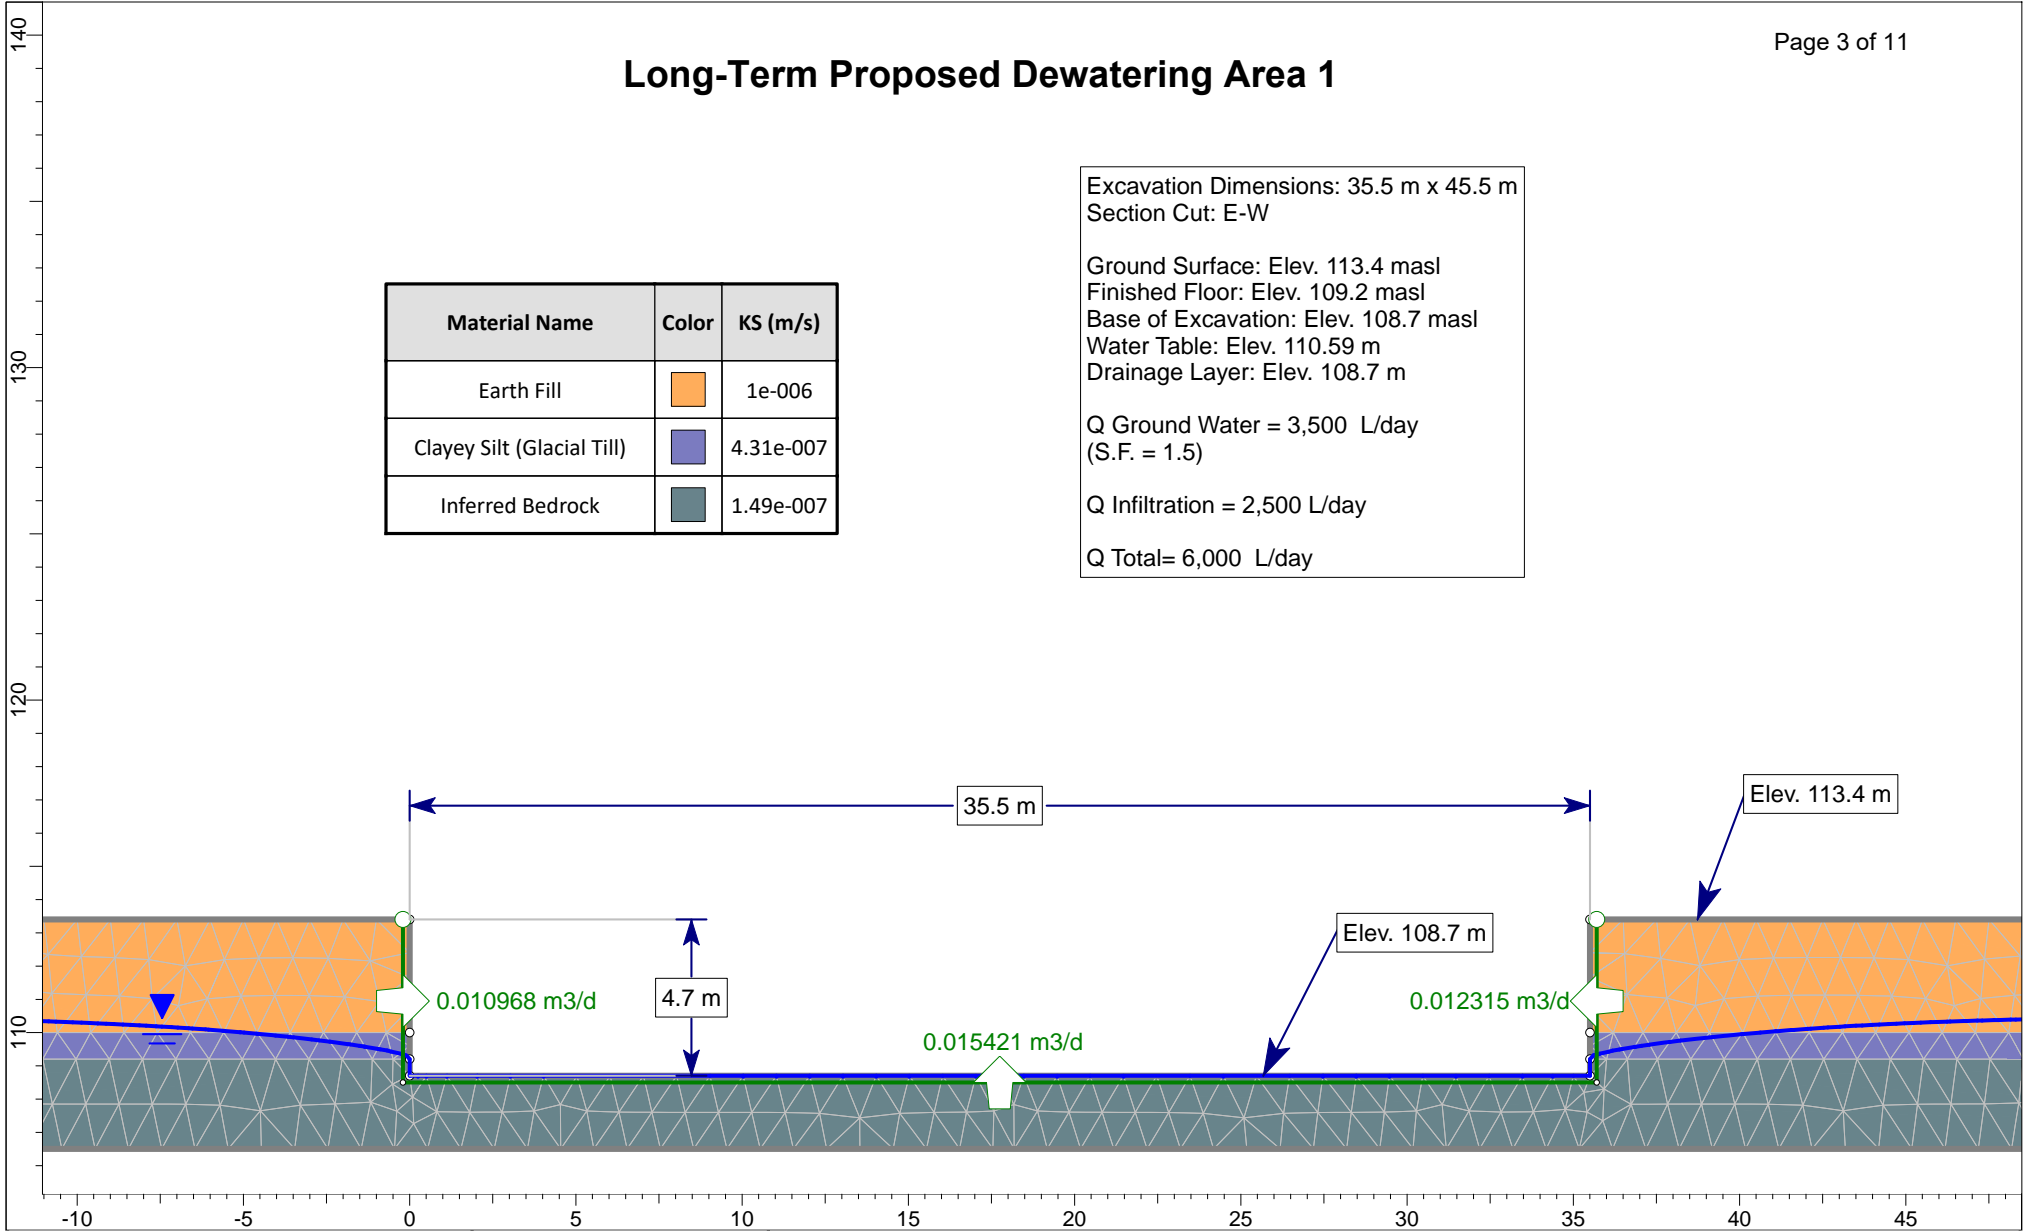 Page 3 of 11
Long-Term Proposed Dewatering Area 1
Excavation Dimensions: 35.5 m x 45.5 m
Section Cut: E-W
Ground Surface: Elev. 113.4 masl
Finished Floor: Elev. 109.2 masl
Base of Excavation: Elev. 108.7 masl
Water Table: Elev. 110.59 m
Drainage Layer: Elev. 108.7 m
Q Ground Water = 3,500 L/day
(S.F. = 1.5)
Q Infiltration = 2,500 L/day
Q Total= 6,000 L/day
Material Name Color KS (m/s)
Earth Fill 1e-006
Clayey Silt (Glacial Till) 4.31e-007
Inferred Bedrock 1.49e-007
35.5 m
Elev. 113.4 m
Elev. 108.7 m
4.7 m
0.010968 m3/d
0.012315 m3/d
0.015421 m3/d
140
130
120
110
-10 -5 0 5 10 15 20 25 30 35 40 45